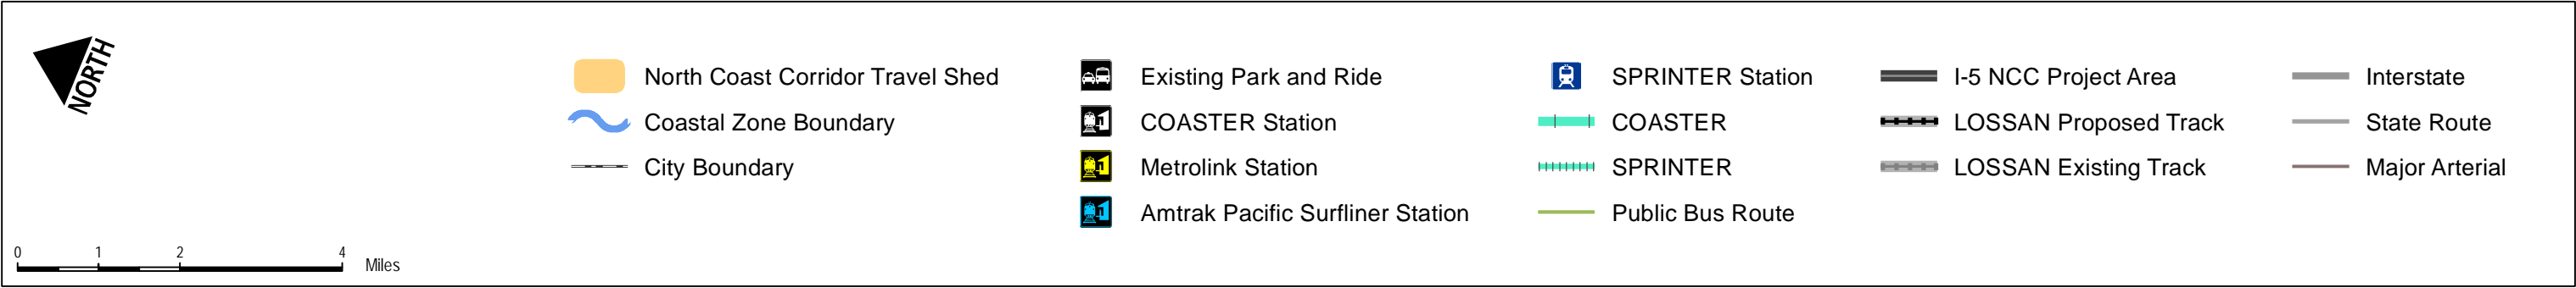 NORTH
0 1 2 4 Miles
North Coast Corridor Travel Shed
Coastal Zone Boundary
City Boundary
Existing Park and Ride
COASTER Station
Metrolink Station
Amtrak Pacific Surfliner Station
SPRINTER Station
COASTER
SPRINTER
Public Bus Route
I-5 NCC Project Area
LOSSAN Proposed Track
LOSSAN Existing Track
Interstate
State Route
Major Arterial